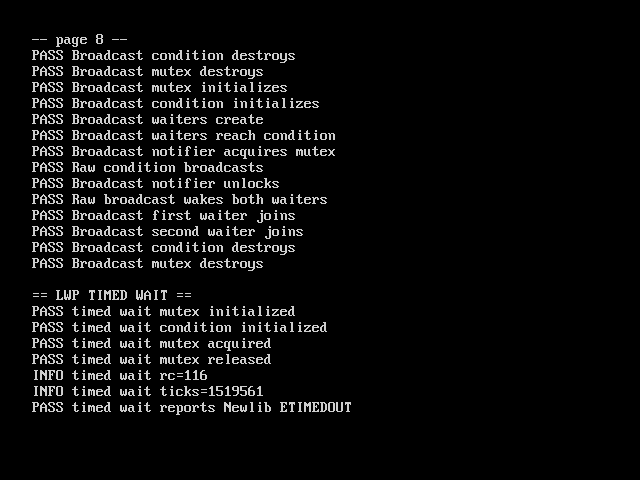 -- page 8 --
PASS Broadcast condition destroys
PASS Broadcast mutex destroys
PASS Broadcast mutex initializes
PASS Broadcast condition initializes
PASS Broadcast waiters create
PASS Broadcast waiters reach condition
PASS Broadcast notifier acquires mutex
PASS Raw condition broadcasts
PASS Broadcast notifier unlocks
PASS Raw broadcast wakes both waiters
PASS Broadcast first waiter joins
PASS Broadcast second waiter joins
PASS Broadcast condition destroys
PASS Broadcast mutex destroys
== LWP TIMED WAIT ==
PASS timed wait mutex initialized
PASS timed wait condition initialized
PASS timed wait mutex acquired
PASS timed wait mutex released
INFO timed wait rc=116
INFO timed wait ticks=1519561
PASS timed wait reports Newlib ETIMEDOUT